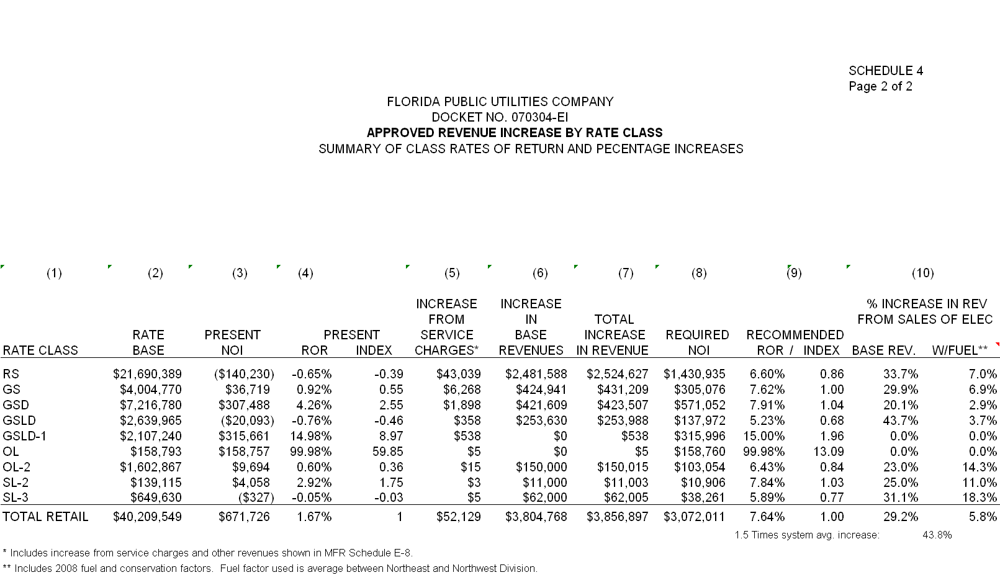 SCHEDULE 4
Page 2 of 2
FLORIDA PUBLIC UTILITIES COMPANY
DOCKET NO. 070304-EI
APPROVED REVENUE INCREASE BY RATE CLASS
SUMMARY OF CLASS RATES OF RETURN AND PECENTAGE INCREASES
(1) (2) (3) (4) (5) (6) (7) (8) (9) (10)
INCREASE INCREASE % INCREASE IN REV
FROM IN TOTAL FROM SALES OF ELEC
RATE PRESENT PRESENT SERVICE BASE INCREASE REQUIRED RECOMMENDED
RATE CLASS BASE NOI ROR INDEX CHARGES* REVENUES IN REVENUE NOI ROR / INDEX BASE REV. W/FUEL**
RS $21,690,389 ($140,230) -0.65% -0.39 $43,039 $2,481,588 $2,524,627 $1,430,935 6.60% 0.86 33.7% 7.0%
GS $4,004,770 $36,719 0.92% 0.55 $6,268 $424,941 $431,209 $305,076 7.62% 1.00 29.9% 6.9%
GSD $7,216,780 $307,488 4.26% 2.55 $1,898 $421,609 $423,507 $571,052 7.91% 1.04 20.1% 2.9%
GSLD $2,639,965 ($20,093) -0.76% -0.46 $358 $253,630 $253,988 $137,972 5.23% 0.68 43.7% 3.7%
GSLD-1 $2,107,240 $315,661 14.98% 8.97 $538 $0 $538 $315,996 15.00% 1.96 0.0% 0.0%
OL $158,793 $158,757 99.98% 59.85 $5 $0 $5 $158,760 99.98% 13.09 0.0% 0.0%
OL-2 $1,602,867 $9,694 0.60% 0.36 $15 $150,000 $150,015 $103,054 6.43% 0.84 23.0% 14.3%
SL-2 $139,115 $4,058 2.92% 1.75 $3 $11,000 $11,003 $10,906 7.84% 1.03 25.0% 11.0%
SL-3 $649,630 ($327) -0.05% -0.03 $5 $62,000 $62,005 $38,261 5.89% 0.77 31.1% 18.3%
TOTAL RETAIL $40,209,549 $671,726 1.67% 1 $52,129 $3,804,768 $3,856,897 $3,072,011 7.64% 1.00 29.2% 5.8%
1.5 Times system avg. increase: 43.8%
* Includes increase from service charges and other revenues shown in MFR Schedule E-8.
** Includes 2008 fuel and conservation factors. Fuel factor used is average between Northeast and Northwest Division.